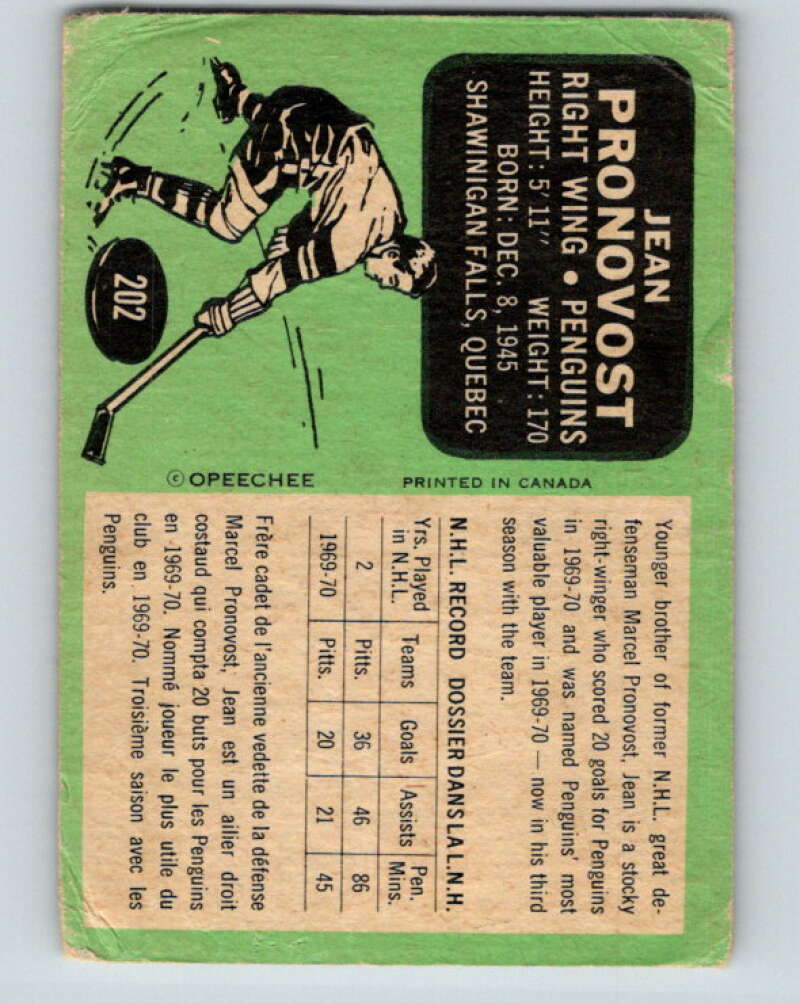 JEAN
PRONOVOST
RIGHT WING • PENGUINS
HEIGHT: 5'11" WEIGHT: 170
BORN: DEC. 8, 1945
SHAWINIGAN FALLS, QUEBEC
202
© OPEECHEE
PRINTED IN CANADA
Younger brother of former N.H.L. great de-
fenseman Marcel Pronovost, Jean is a stocky
right-winger who scored 20 goals for Penguins
in 1969-70 and was named Penguins' most
valuable player in 1969-70 — now in his third
season with the team.
N.H.L. RECORD DOSSIER DANS LA L.N.H.
Yrs. Played in N.H.L. Teams Goals Assists Pen. Mins.
2 Pitts. 36 46 86
1969-70 Pitts. 20 21 45
Frère cadet de l'ancienne vedette de la défense
Marcel Pronovost, Jean est un ailier droit
costaud qui compta 20 buts pour les Penguins
en 1969-70. Nommé joueur le plus utile du
club en 1969-70. Troisième saison avec les
Penguins.